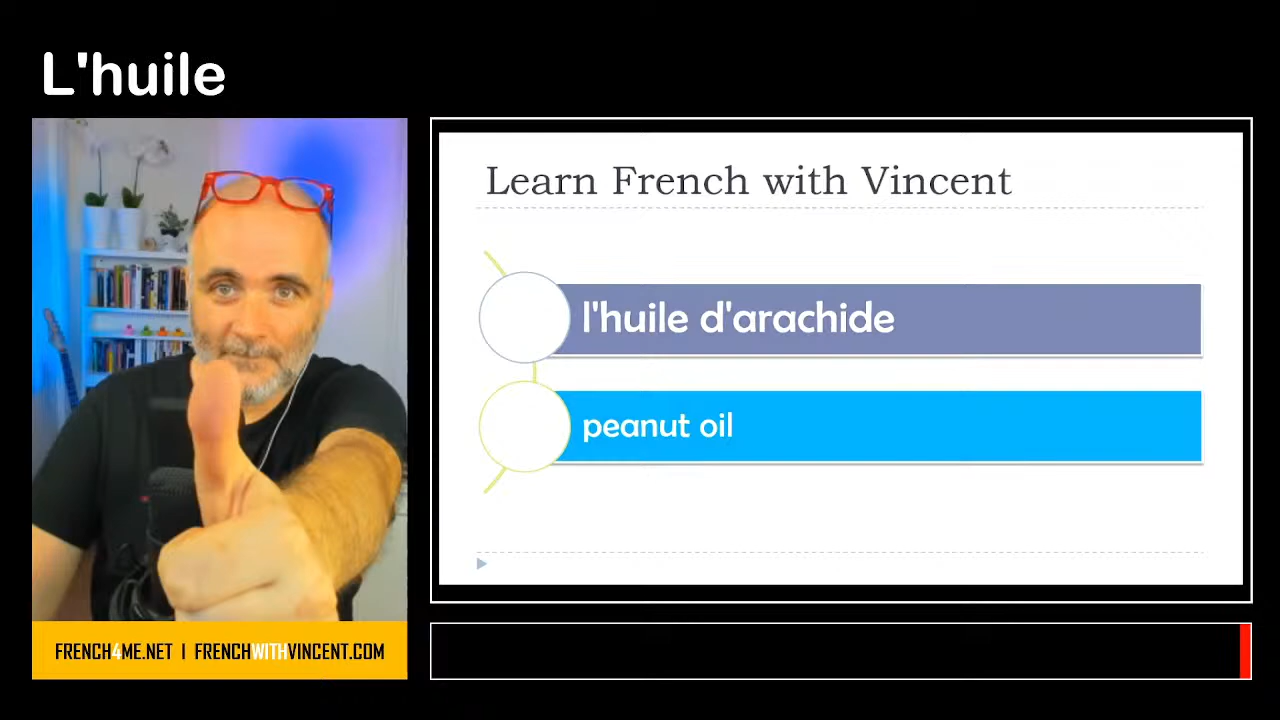 L'huile
Learn French with Vincent
l'huile d'arachide
peanut oil
FRENCH4ME.NET | FRENCHWITHVINCENT.COM